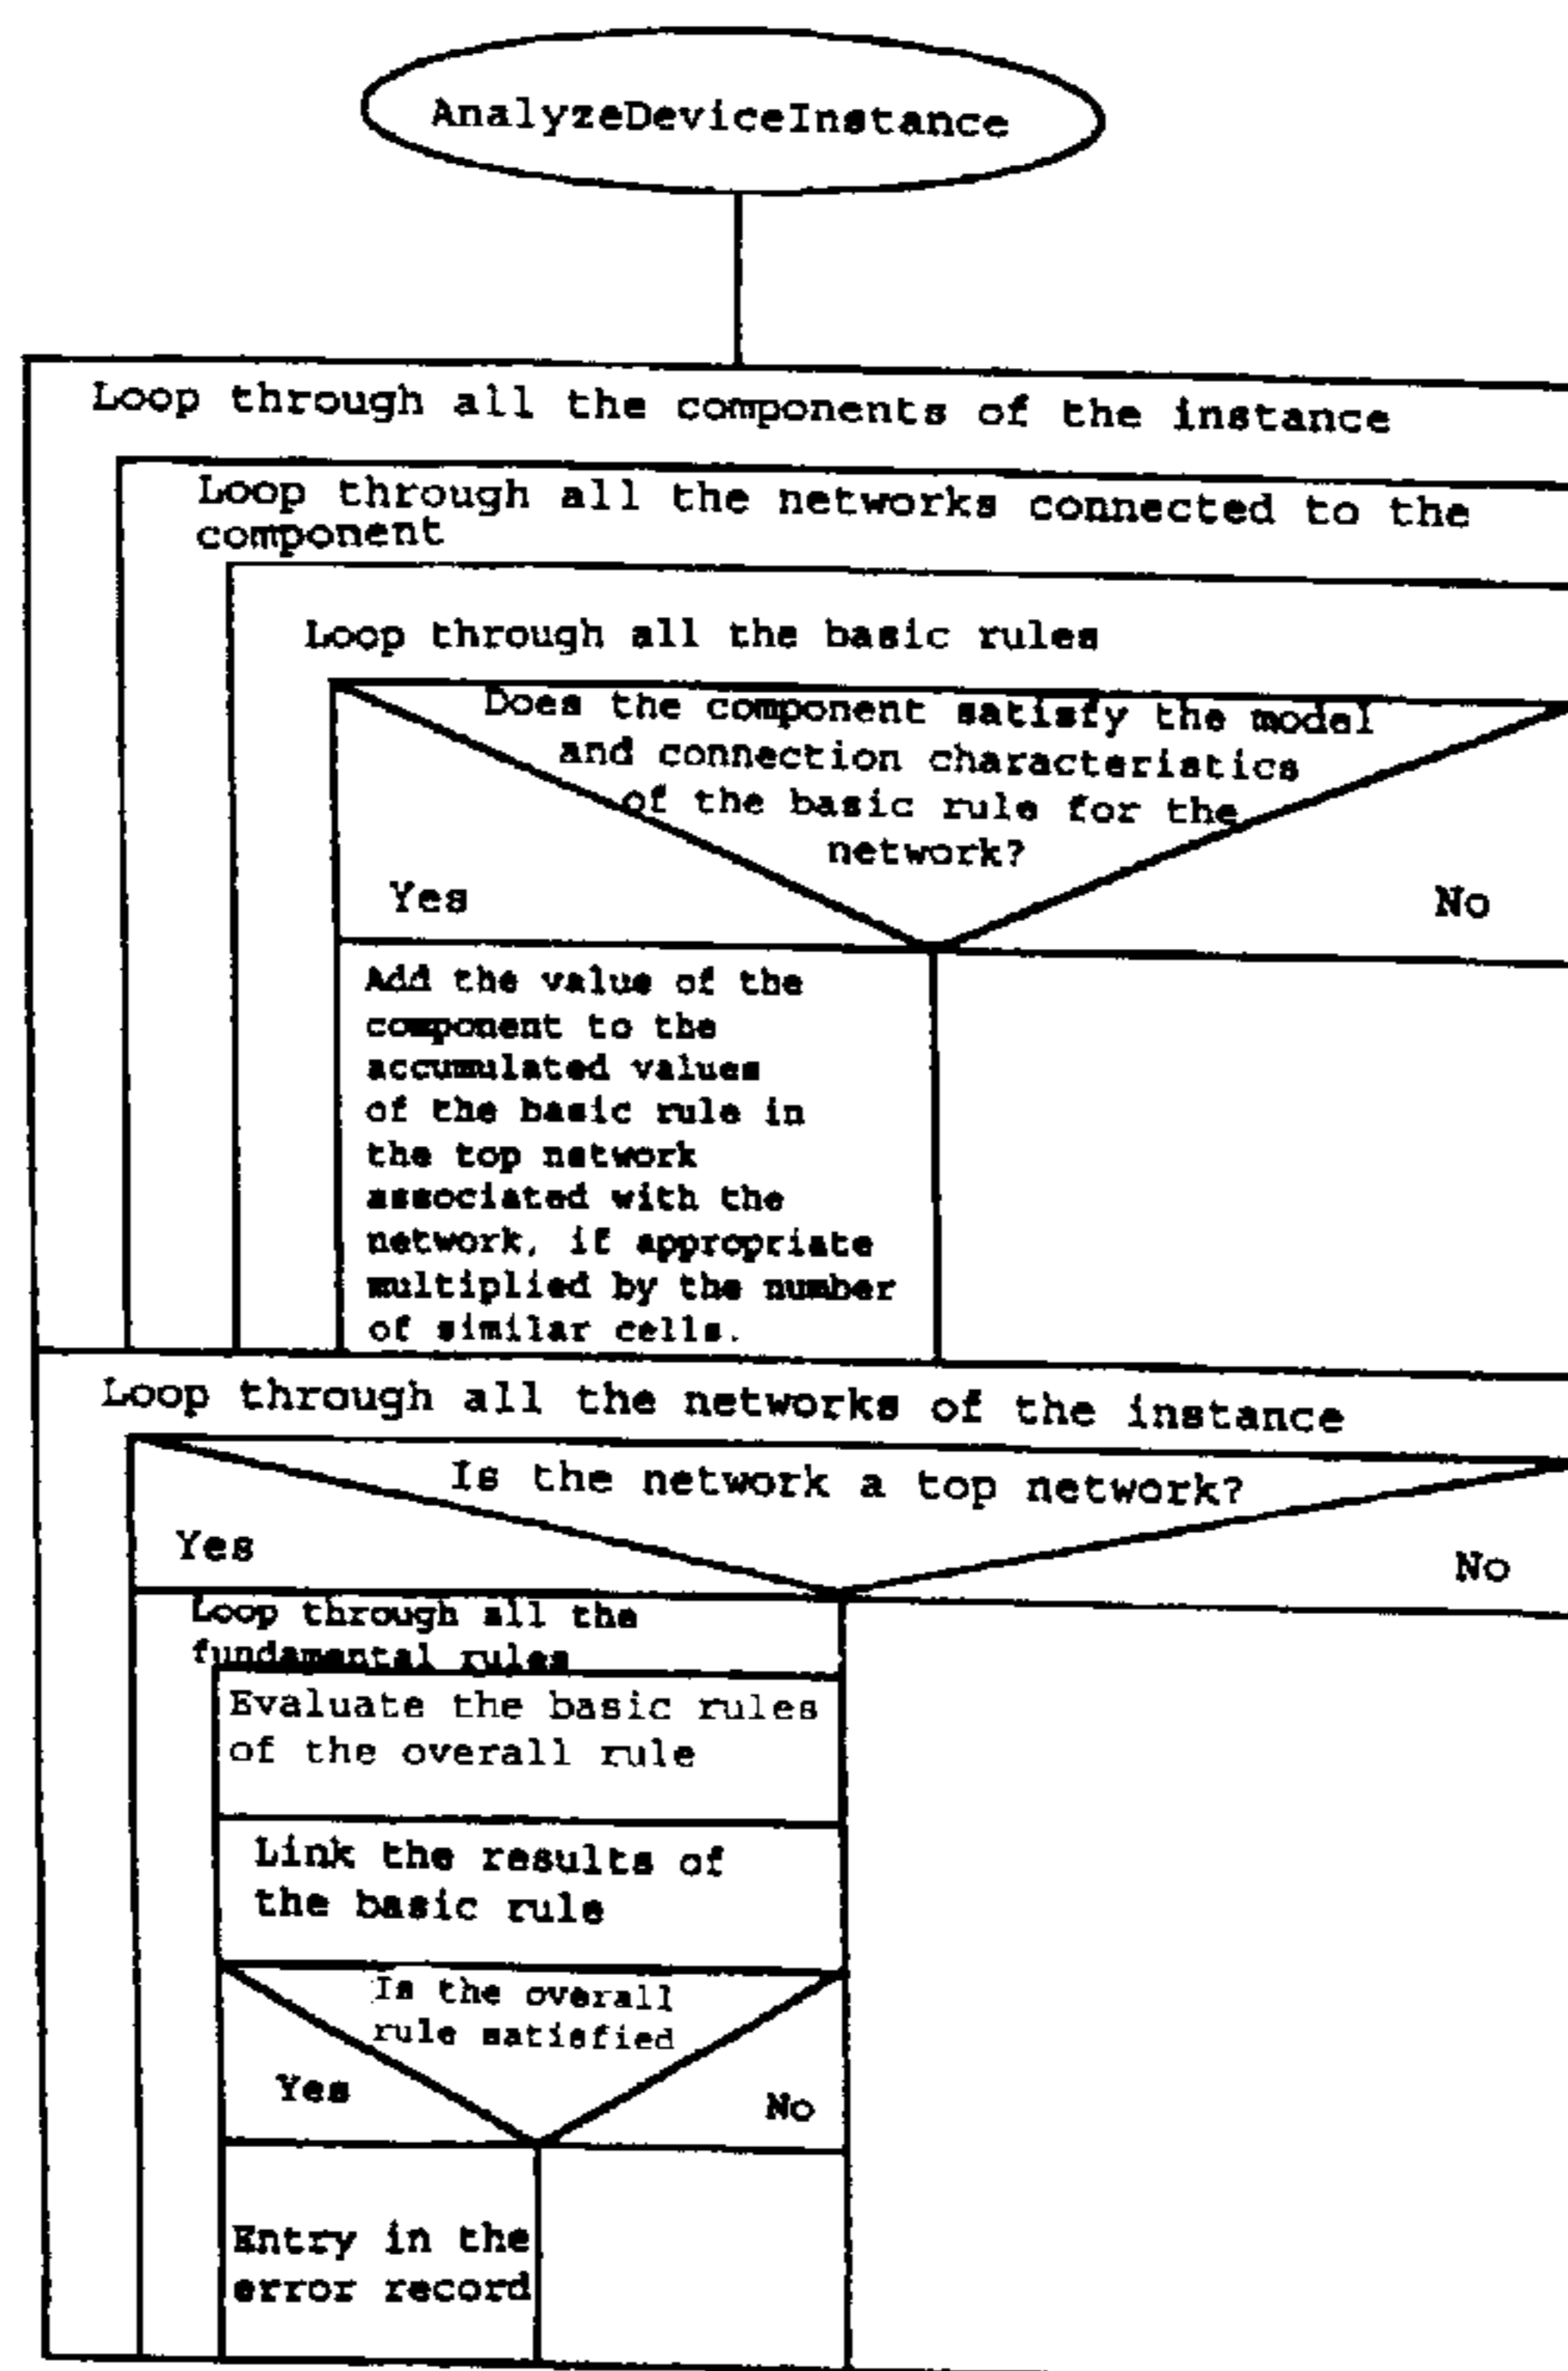 AnalyzeDeviceInstance
Loop through all the components of the instance
Loop through all the networks connected to the
component
Loop through all the basic rules
Does the component satisfy the model
and connection characteristics
of the basic rule for the
network?
Yes
No
Add the value of the
component to the
accumulated values
of the basic rule in
the top network
associated with the
network, if appropriate
multiplied by the number
of similar cells.
Loop through all the networks of the instance
Is the network a top network?
Yes
No
Loop through all the
fundamental rules
Evaluate the basic rules
of the overall rule
Link the results of
the basic rule
Is the overall
rule satisfied
Yes
No
Entry in the
error record